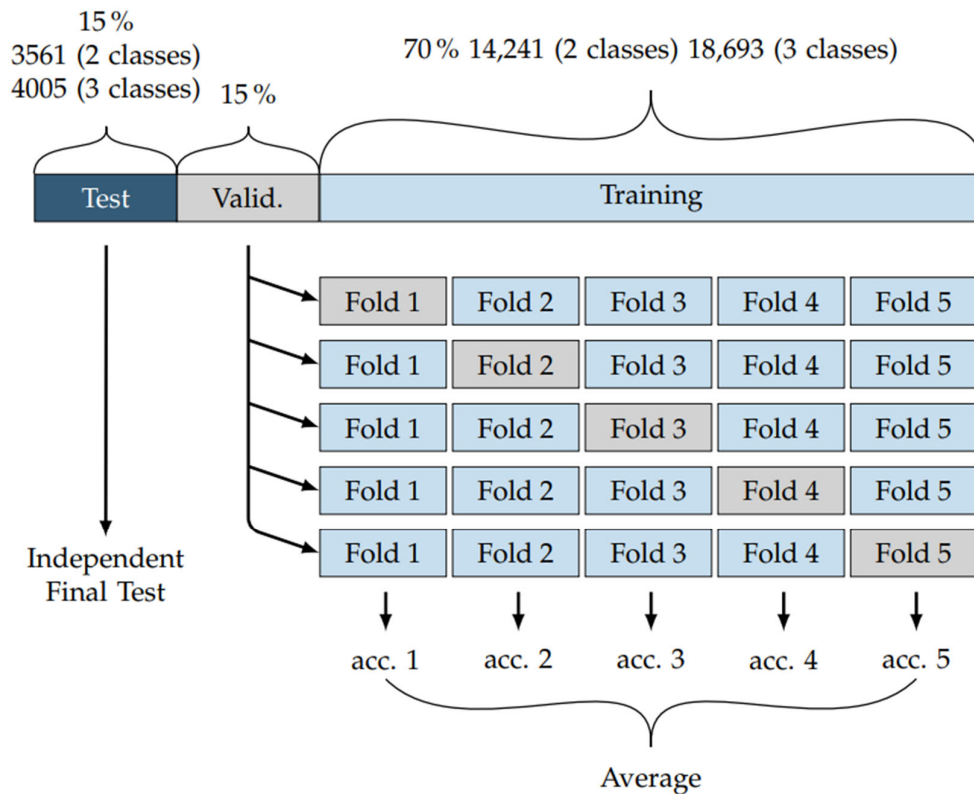 15 %
3561 (2 classes)
4005 (3 classes)
15 %
70 % 14,241 (2 classes) 18,693 (3 classes)
Test Valid. Training
Fold 1 Fold 2 Fold 3 Fold 4 Fold 5
Fold 1 Fold 2 Fold 3 Fold 4 Fold 5
Fold 1 Fold 2 Fold 3 Fold 4 Fold 5
Fold 1 Fold 2 Fold 3 Fold 4 Fold 5
Fold 1 Fold 2 Fold 3 Fold 4 Fold 5
Independent
Final Test
acc. 1 acc. 2 acc. 3 acc. 4 acc. 5
Average